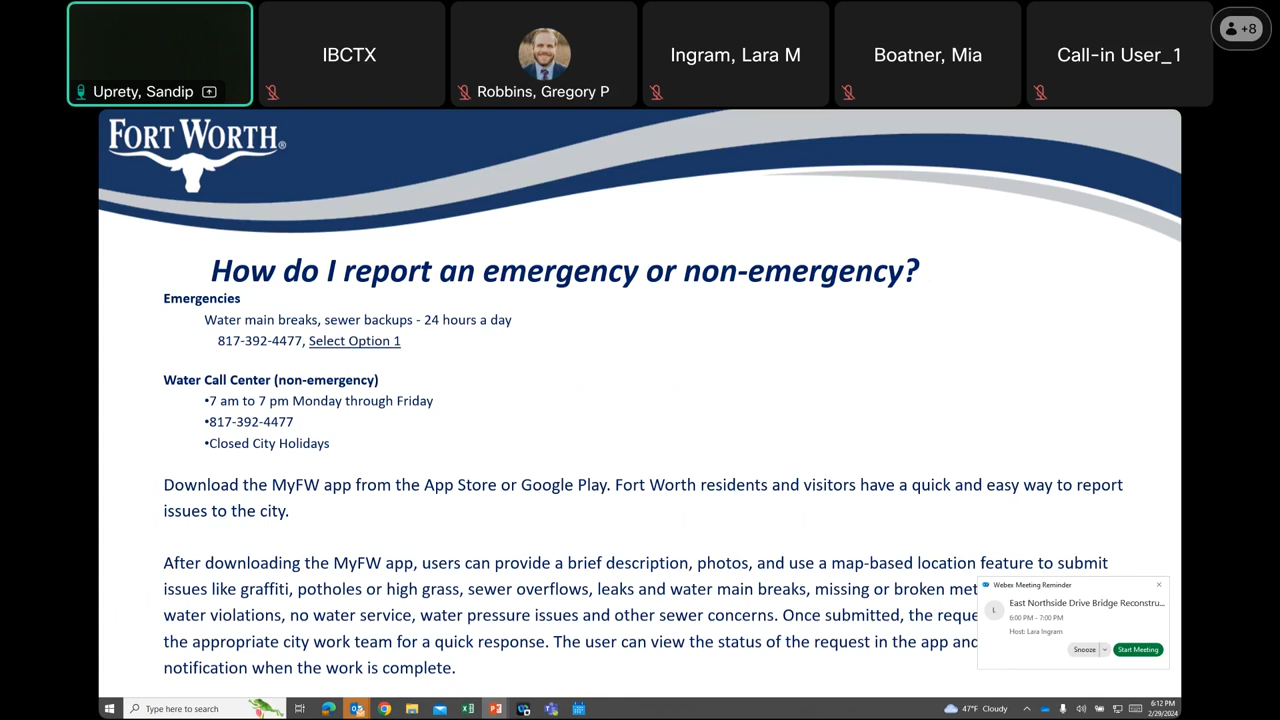 +8
Uprety, Sandip
IBCTX
Robbins, Gregory P
Ingram, Lara M
Boatner, Mia
Call-in User_1
FORT WORTH®
How do I report an emergency or non-emergency?
Emergencies
Water main breaks, sewer backups - 24 hours a day
817-392-4477, Select Option 1
Water Call Center (non-emergency)
•7 am to 7 pm Monday through Friday
•817-392-4477
•Closed City Holidays
Download the MyFW app from the App Store or Google Play. Fort Worth residents and visitors have a quick and easy way to report
issues to the city.
After downloading the MyFW app, users can provide a brief description, photos, and use a map-based location feature to submit
issues like graffiti, potholes or high grass, sewer overflows, leaks and water main breaks, missing or broken
water violations, no water service, water pressure issues and other sewer concerns. Once submitted, the
the appropriate city work team for a quick response. The user can view the status of the request in the app and
notification when the work is complete.
Webex Meeting Reminder
L
East Northside Drive Bridge Reconstru...
6:00 PM - 7:00 PM
Host: Lara Ingram
Snooze
Start Meeting
Type here to search
47°F Cloudy
6:12 PM
2/29/2024